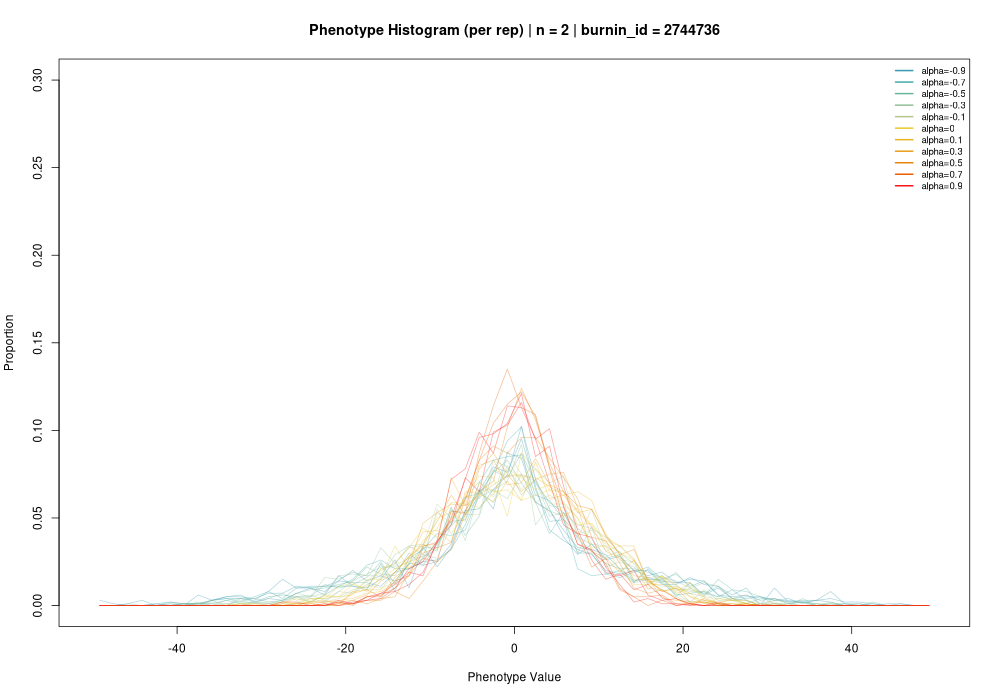 Phenotype Histogram (per rep) | n = 2 | burnin_id = 2744736
0.30
0.25
0.20
0.15
0.10
0.05
0.00
Proportion
alpha=-0.9
alpha=-0.7
alpha=-0.5
alpha=-0.3
alpha=-0.1
alpha=0
alpha=0.1
alpha=0.3
alpha=0.5
alpha=0.7
alpha=0.9
-40 -20 0 20 40
Phenotype Value